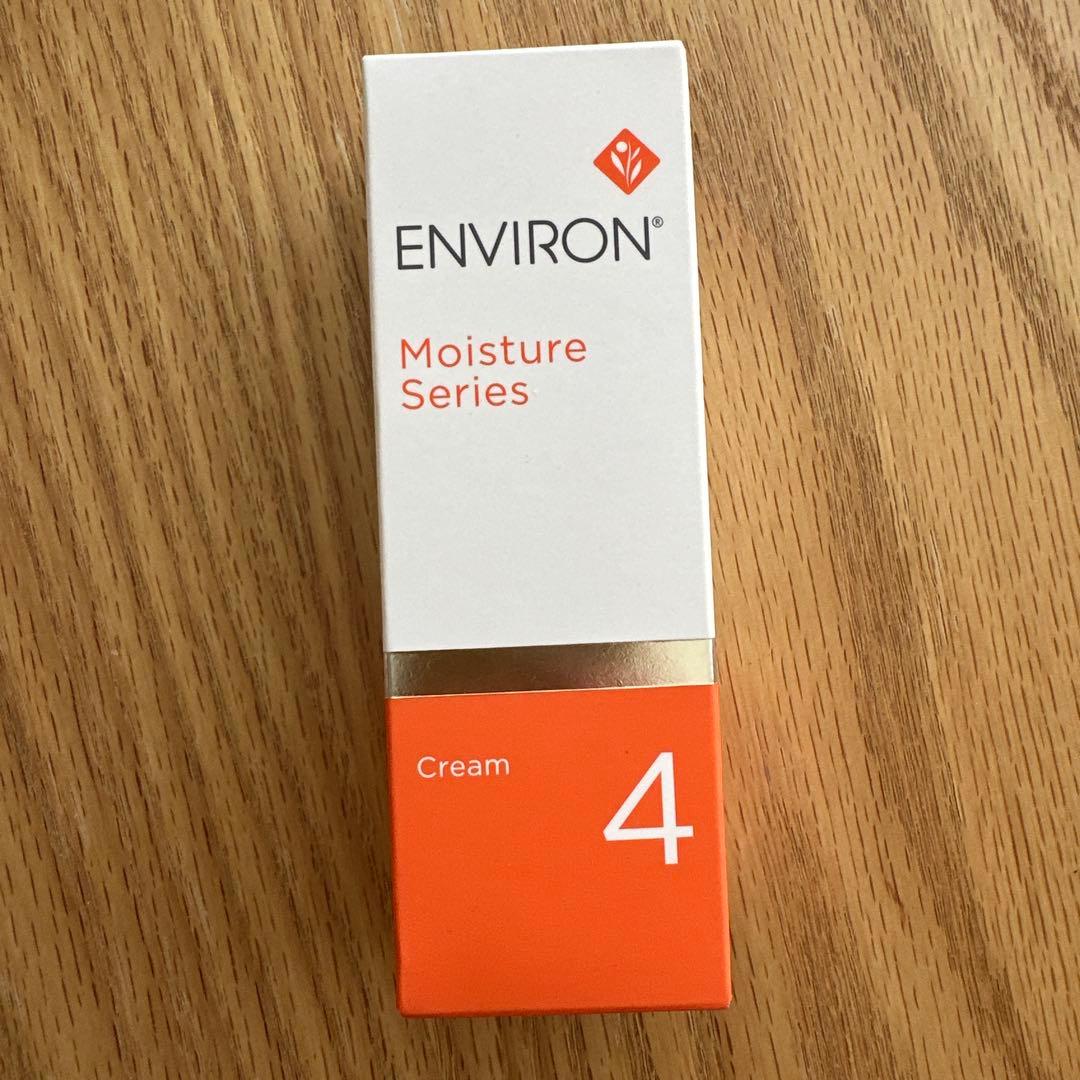 ENVIRON®
Moisture
Series
Cream
4